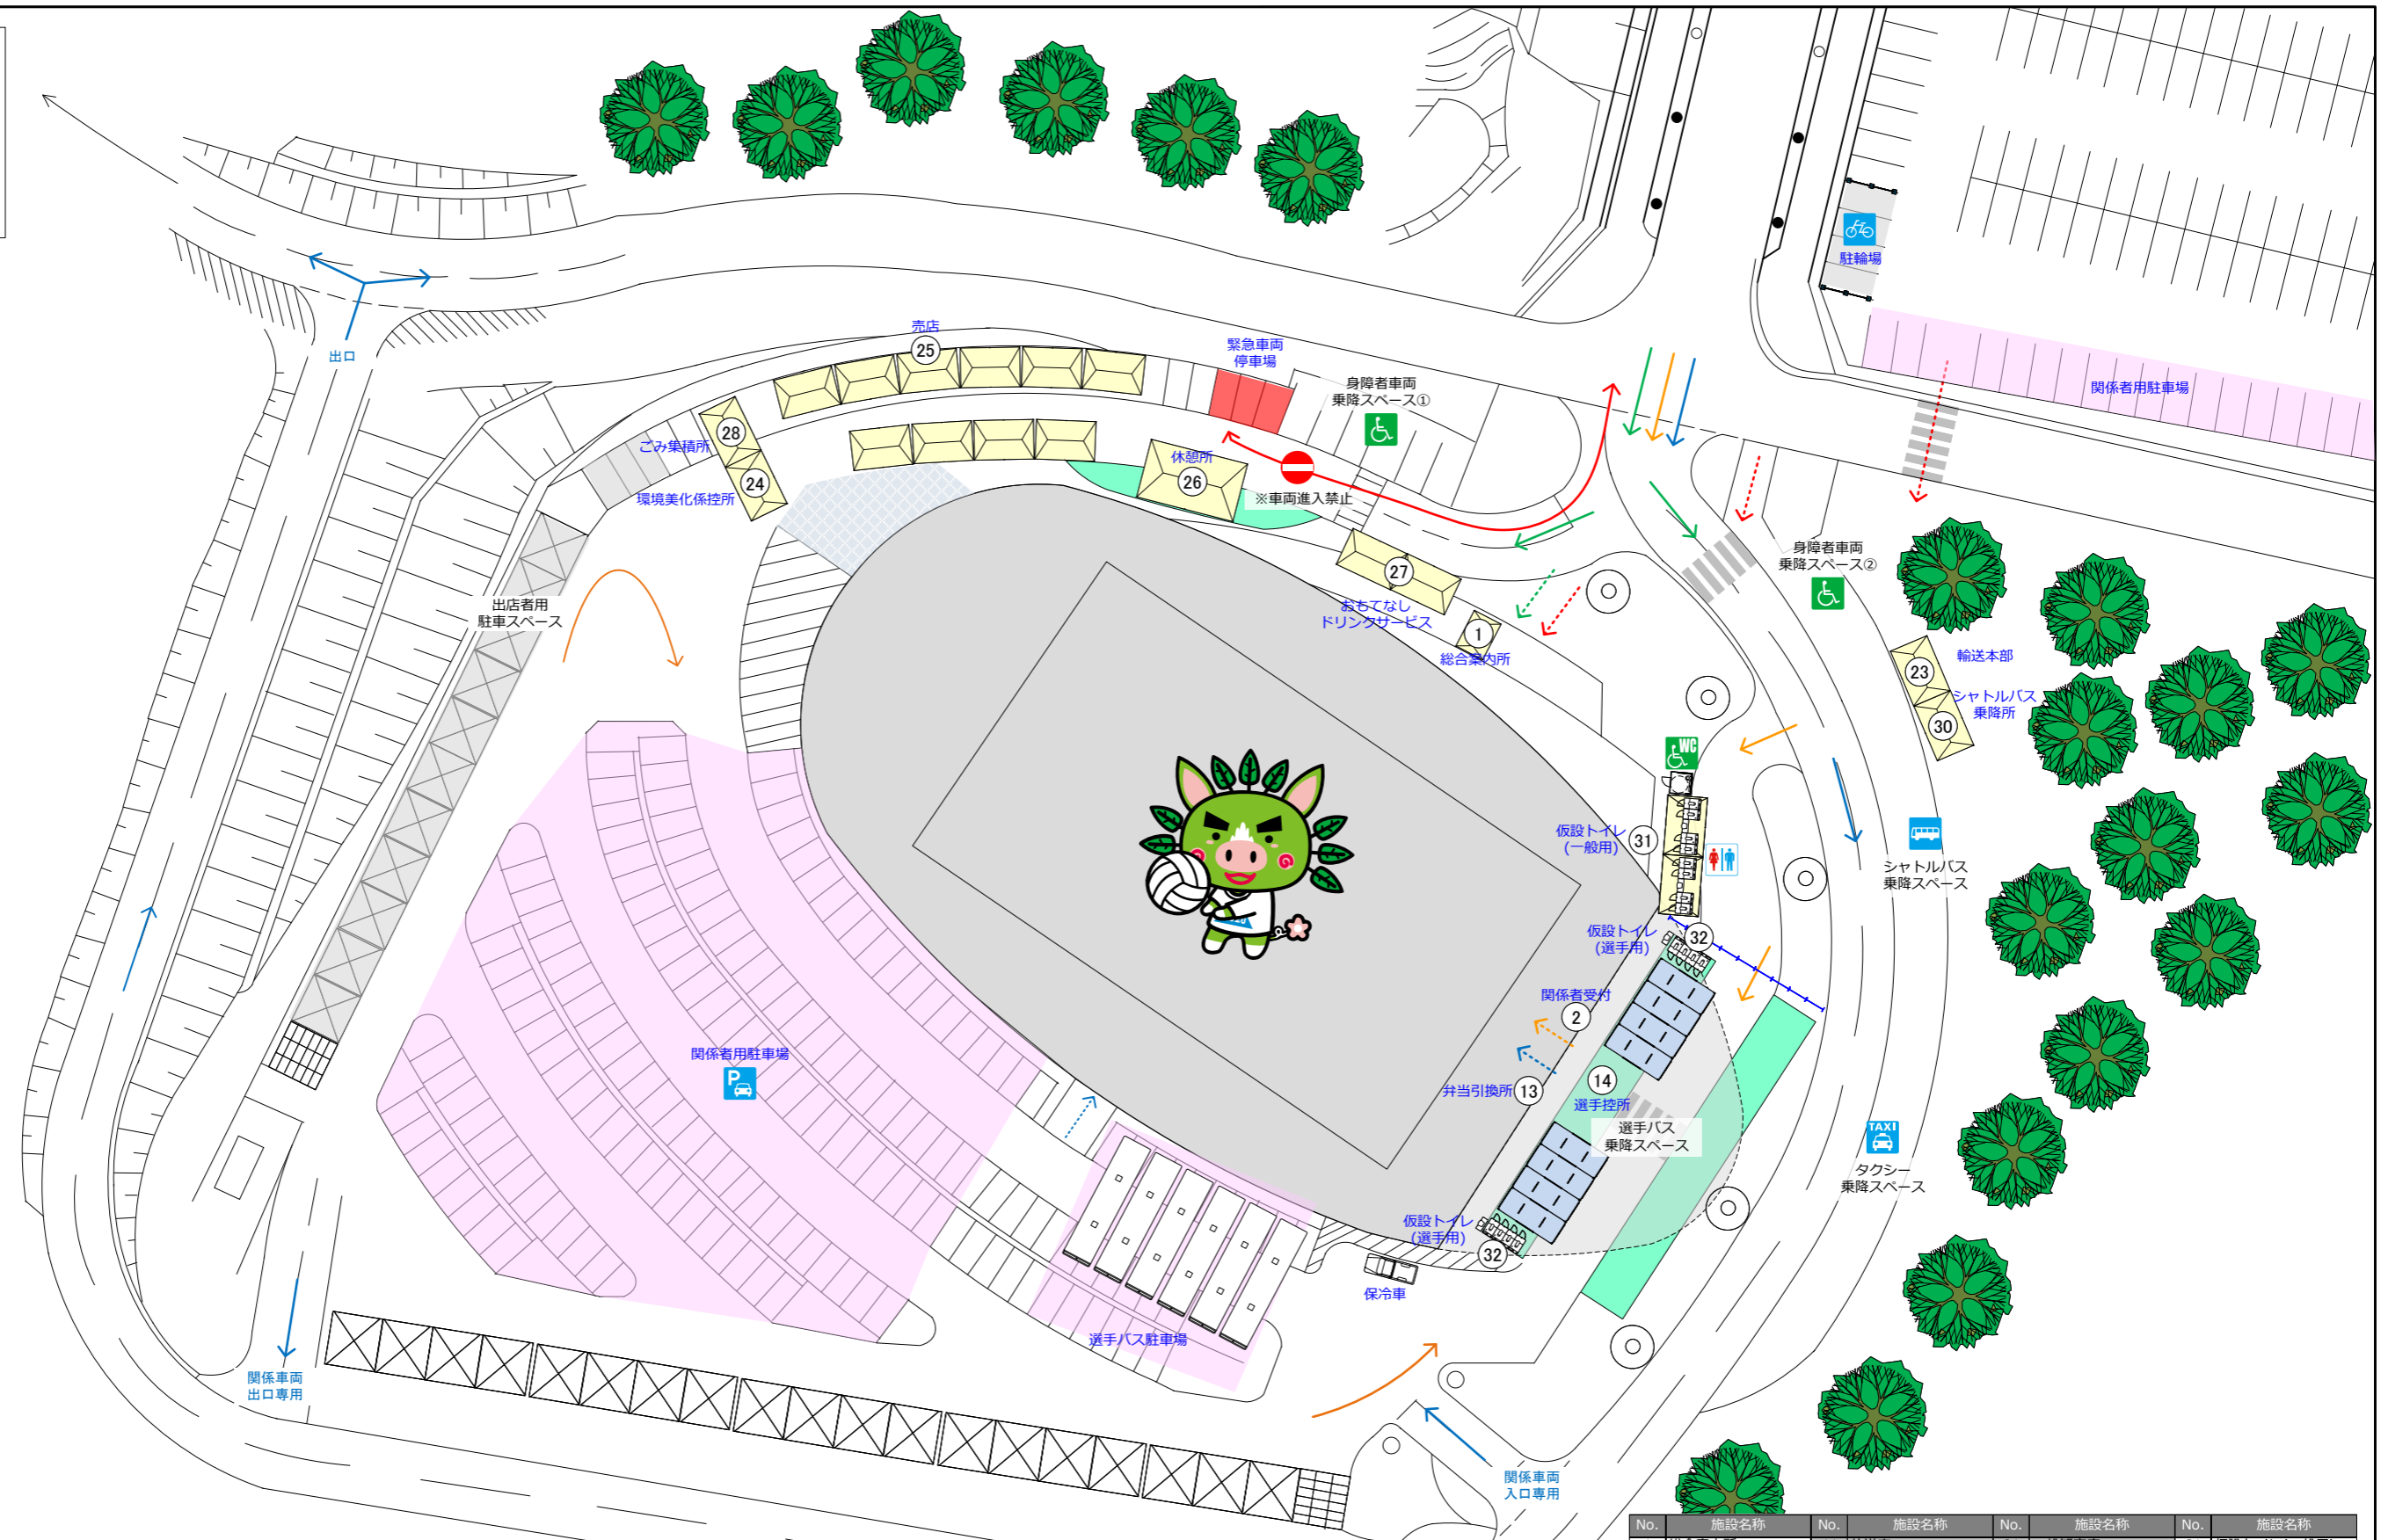 駐輪場
出口
売店
25
緊急車両
停車場
身障者車両
乗降スペース①
関係者用駐車場
28
ごみ集積所
24
環境美化係控所
休憩所
26
※車両進入禁止
27
おもてなし
ドリンクサービス
1
総合案内所
身障者車両
乗降スペース②
出店者用
駐車スペース
23
輸送本部
シャトルバス
乗降所
30
WC
仮設トイレ
(一般用)
31
シャトルバス
乗降スペース
仮設トイレ
(選手用)
32
関係者受付
2
関係者用駐車場
P
弁当引換所
13
14
選手控所
選手バス
乗降スペース
TAXI
タクシー
乗降スペース
仮設トイレ
(選手用)
32
保冷車
選手バス駐車場
関係車両
出口専用
関係車両
入口専用
No. 施設名称 No. 施設名称 No. 施設名称 No. 施設名称